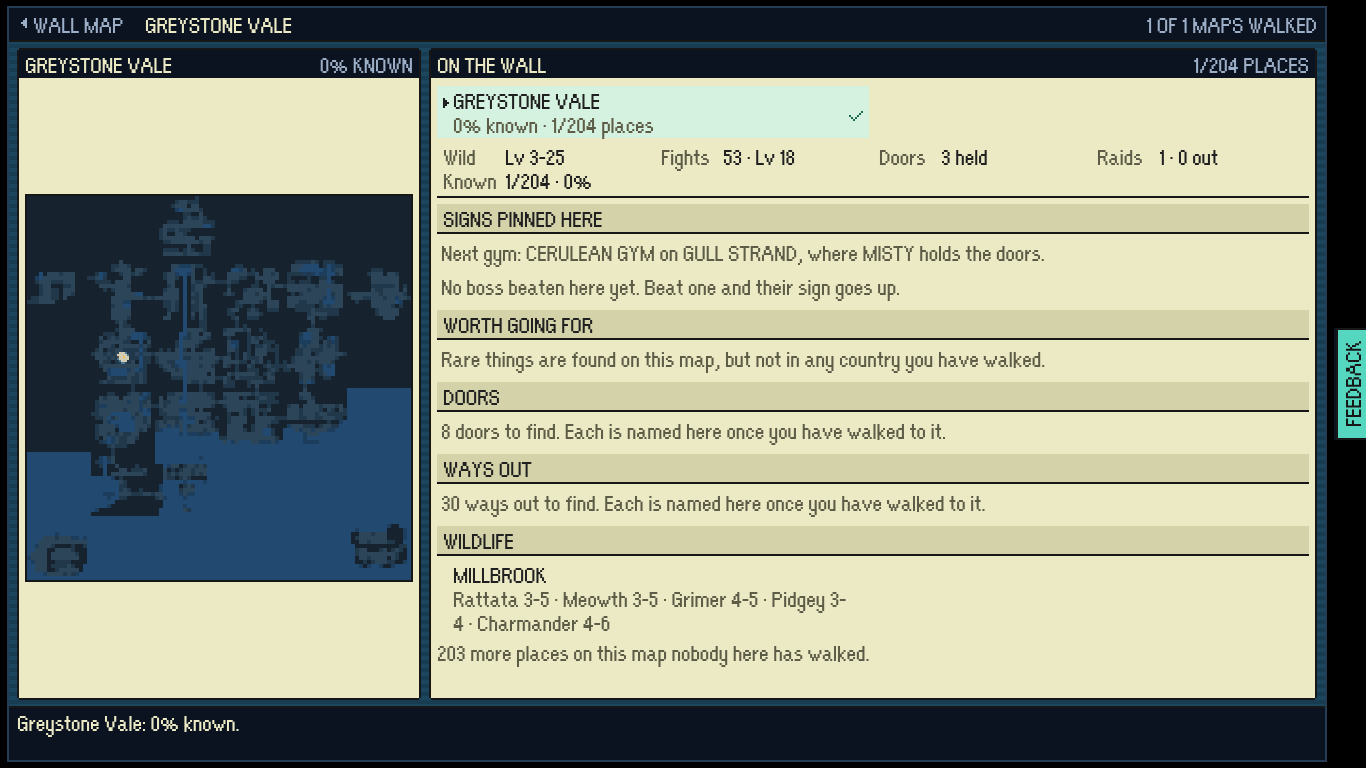 WALL MAP GREYSTONE VALE 1 OF 1 MAPS WALKED
GREYSTONE VALE 0% KNOWN
ON THE WALL 1/204 PLACES
GREYSTONE VALE
0% known · 1/204 places
Wild Lv 3-25 Fights 53 · Lv 18 Doors 3 held Raids 1 · 0 out
Known 1/204 · 0%
SIGNS PINNED HERE
Next gym: CERULEAN GYM on GULL STRAND, where MISTY holds the doors.
No boss beaten here yet. Beat one and their sign goes up.
WORTH GOING FOR
Rare things are found on this map, but not in any country you have walked.
DOORS
8 doors to find. Each is named here once you have walked to it.
WAYS OUT
30 ways out to find. Each is named here once you have walked to it.
WILDLIFE
MILLBROOK
Rattata 3-5 · Meowth 3-5 · Grimer 4-5 · Pidgey 3-
4 · Charmander 4-6
203 more places on this map nobody here has walked.
Greystone Vale: 0% known.
FEEDBACK